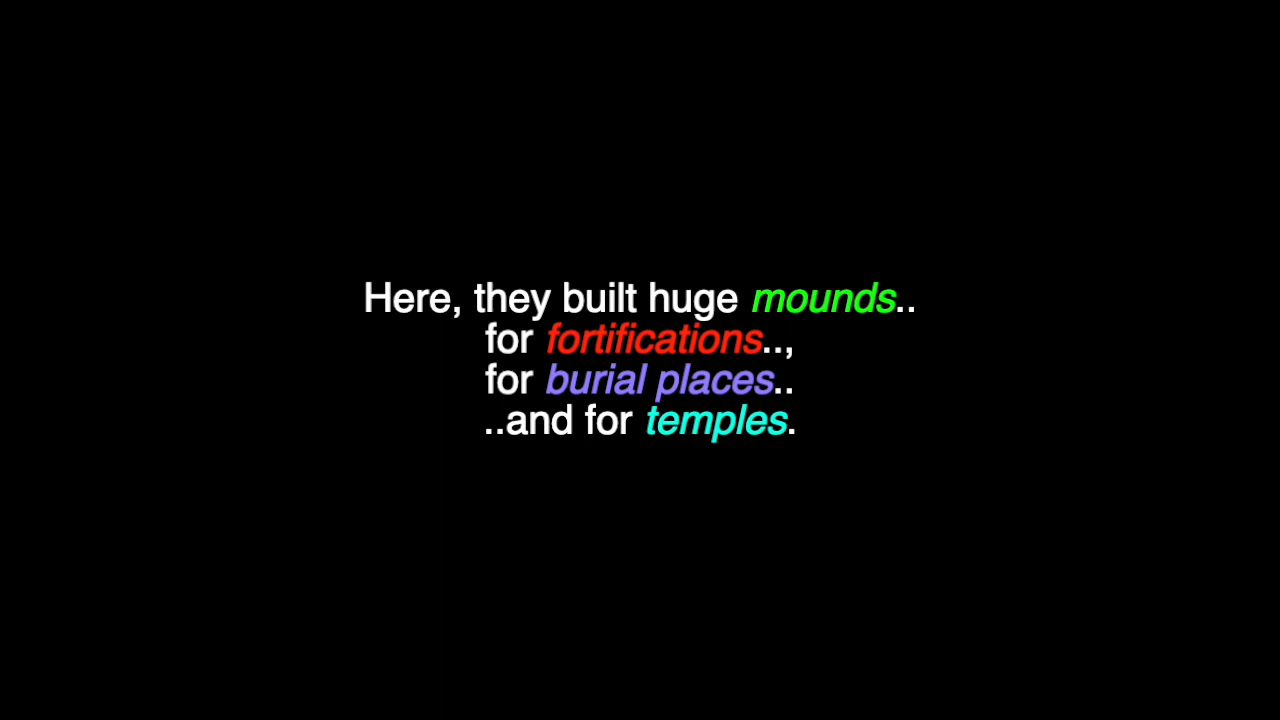 Here, they built huge mounds..
for fortifications..,
for burial places..
..and for temples.